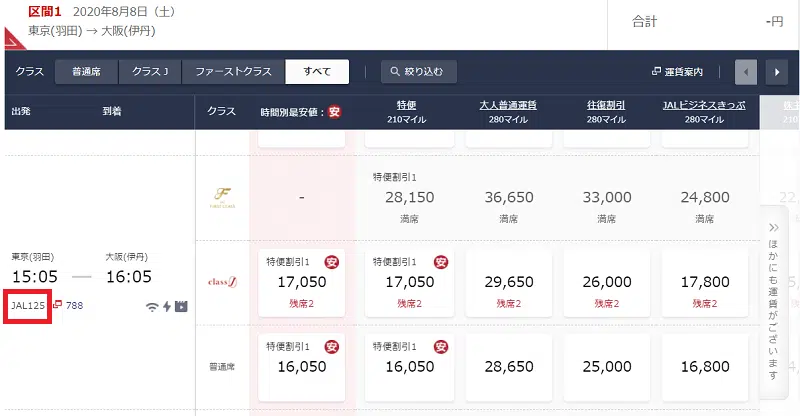 区間1 2020年8月8日（土）
東京(羽田) → 大阪(伊丹)
合計 -円
クラス 普通席 クラス J ファーストクラス すべて 絞り込む 運賃案内
出発 到着 クラス 時間別最安値：安 特便 大人普通運賃 往復割引 JALビジネスきっぷ
210マイル 280マイル 280マイル 280マイル 210
特便割引1
FIRST CLASS - 28,150 36,650 33,000 24,800
満席 満席 満席 満席
東京(羽田) 大阪(伊丹)
15:05 — 16:05
JAL125 788
特便割引1 安 特便割引1 安
class J 17,050 17,050 29,650 26,000 17,800
残席2 残席2 残席2 残席2 残席2
特便割引1 安 特便割引1 安
普通席 16,050 16,050 28,650 25,000 16,800
ほかにも運賃がございます